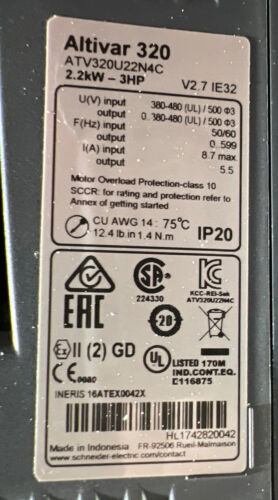 Altivar 320
ATV320U22N4C
2.2kW - 3HP V2.7 IE32
U(V) input 380-480 (UL) / 500 Φ3
output 0..380-480 (UL) / 500 Φ3
F(Hz) input 50/60
output 0..599
I(A) input 8.7 max
output 5.5
Motor Overload Protection-class 10
SCCR: for rating and protection refer to
Annex of getting started
CU AWG 14 : 75°C
12.4 lb in 1.4 N.m IP20
SA
224330
KCC-REI-Sek
ATV320U22N4C
EAC
20
Ex II (2) GD
CE
UL
LISTED 170M
IND.CONT.EQ.
E116875
INERIS 16ATEX0042X
HL1742820042
Made in Indonesia FR-92506 Rueil-Malmaison
www.schneider-electric.com/contact